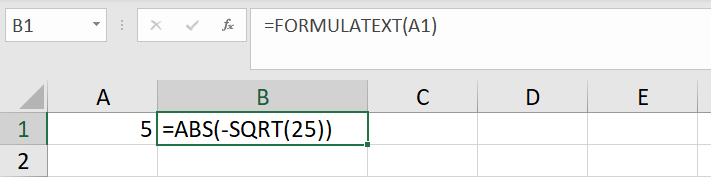 B1 fx =FORMULATEXT(A1)
A B C D E
1 5 =ABS(-SQRT(25))
2